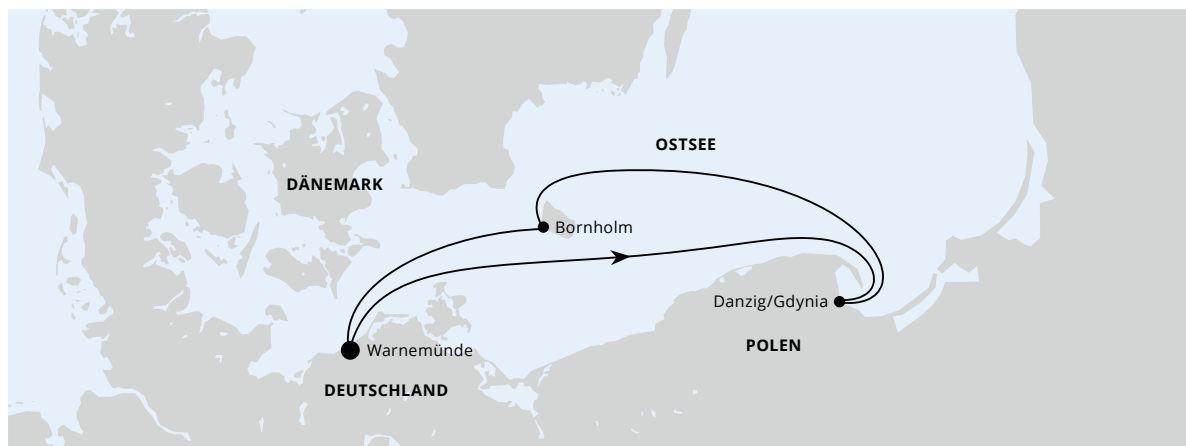 OSTSEE
DÄNEMARK
Bornholm
Danzig/Gdynia
POLEN
Warnemünde
DEUTSCHLAND